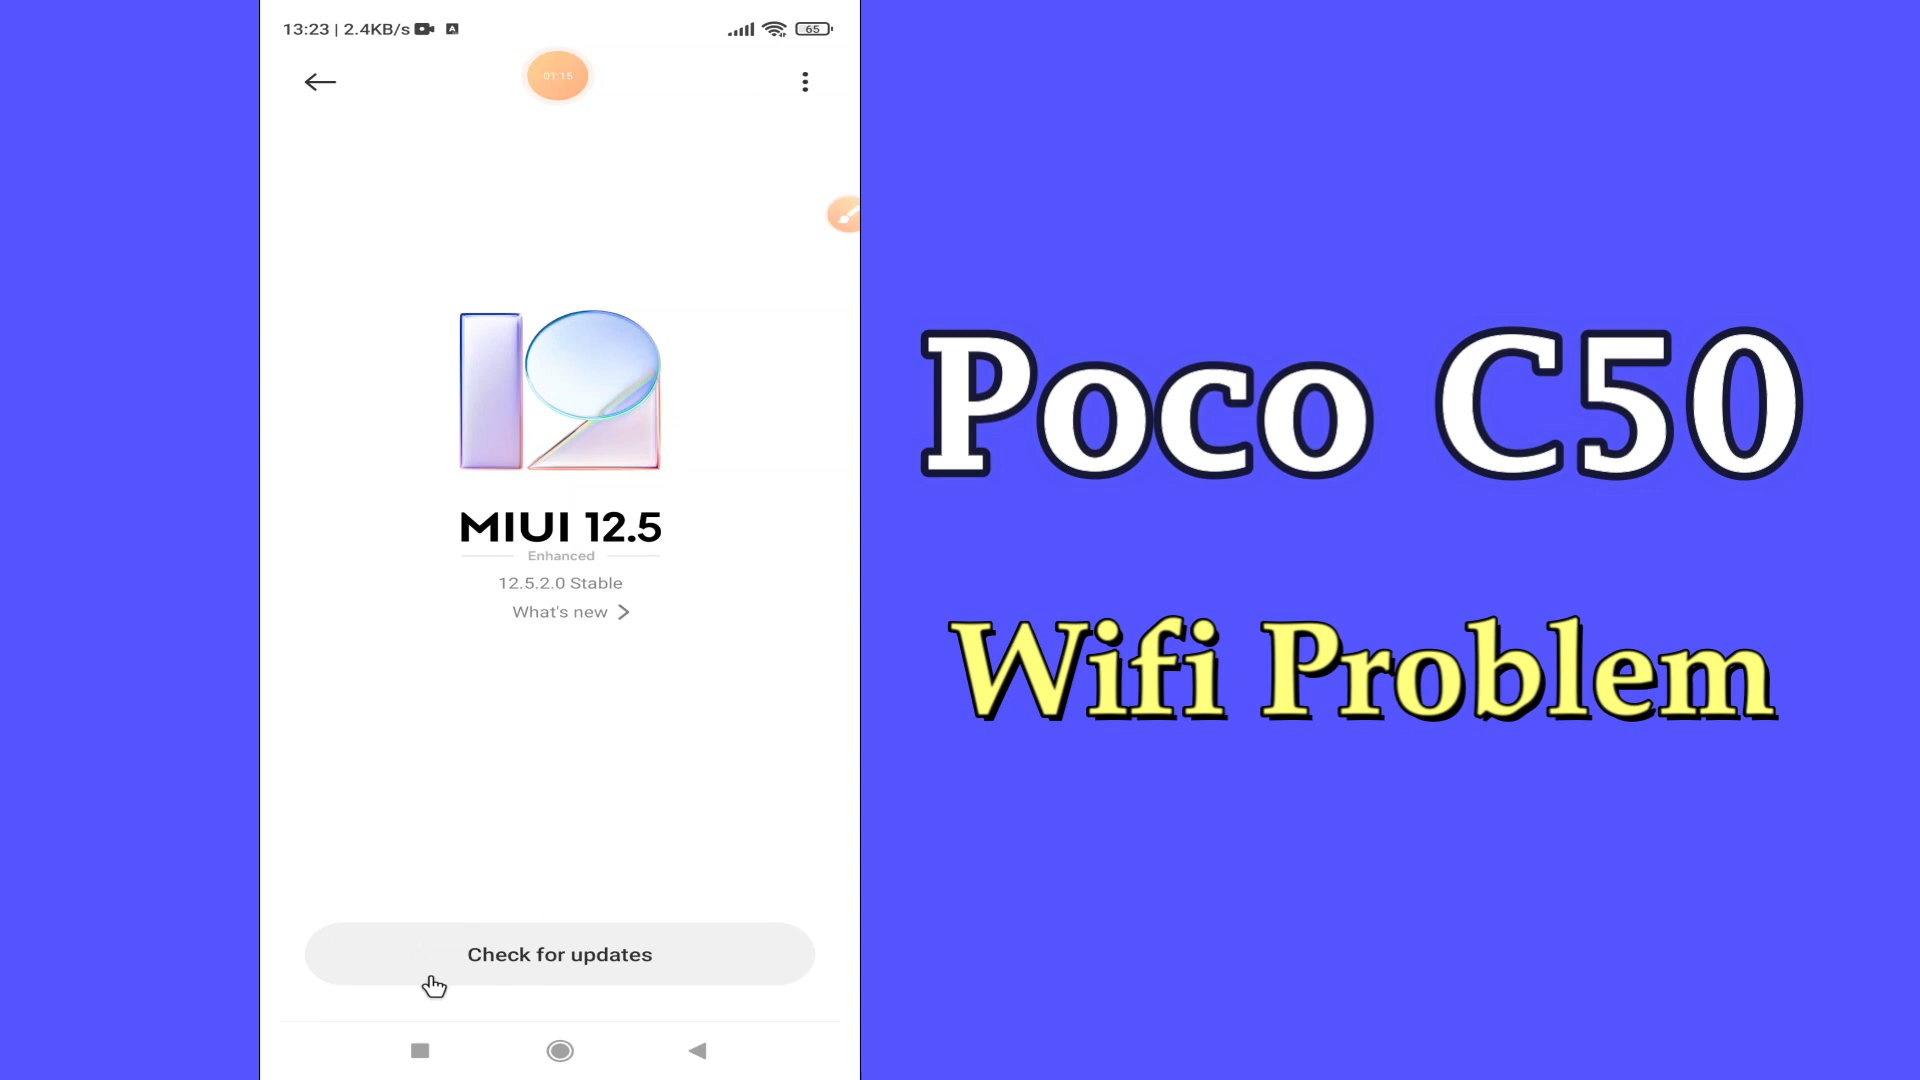 13:23 | 2.4KB/s A 65
01:15
MIUI 12.5
Enhanced
12.5.2.0 Stable
What's new
Check for updates
Poco C50
Wifi Problem